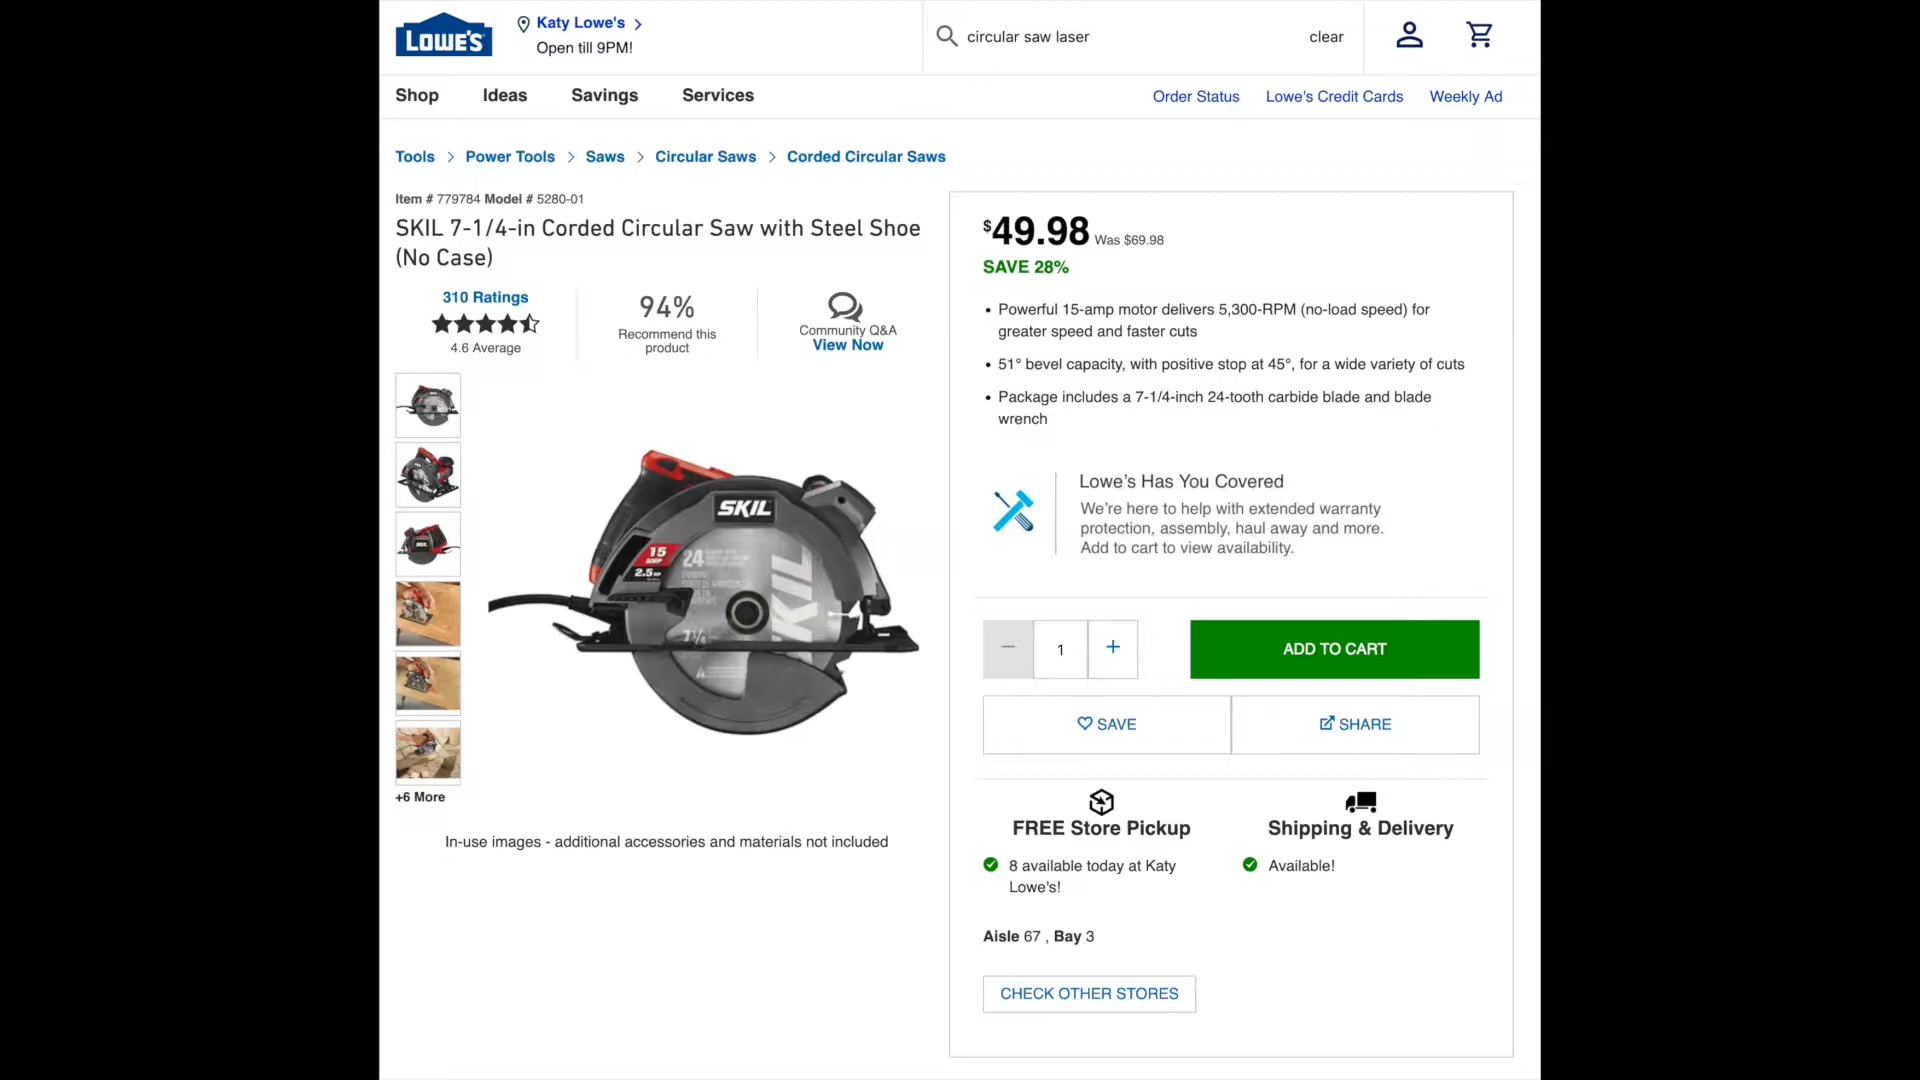 LOWE'S
Katy Lowe's
Open till 9PM!
circular saw laser
clear
Shop
Ideas
Savings
Services
Order Status
Lowe's Credit Cards
Weekly Ad
Tools > Power Tools > Saws > Circular Saws > Corded Circular Saws
Item # 779784 Model # 5280-01
SKIL 7-1/4-in Corded Circular Saw with Steel Shoe
(No Case)
310 Ratings
4.6 Average
94%
Recommend this
product
Community Q&A
View Now
+6 More
SKIL
15
AMP
2.5 HP
24
7 1/4
SKIL
In-use images - additional accessories and materials not included
$49.98 Was $69.98
SAVE 28%
• Powerful 15-amp motor delivers 5,300-RPM (no-load speed) for
greater speed and faster cuts
• 51° bevel capacity, with positive stop at 45°, for a wide variety of cuts
• Package includes a 7-1/4-inch 24-tooth carbide blade and blade
wrench
Lowe’s Has You Covered
We’re here to help with extended warranty
protection, assembly, haul away and more.
Add to cart to view availability.
1
ADD TO CART
SAVE
SHARE
FREE Store Pickup
8 available today at Katy
Lowe's!
Shipping & Delivery
Available!
Aisle 67 , Bay 3
CHECK OTHER STORES